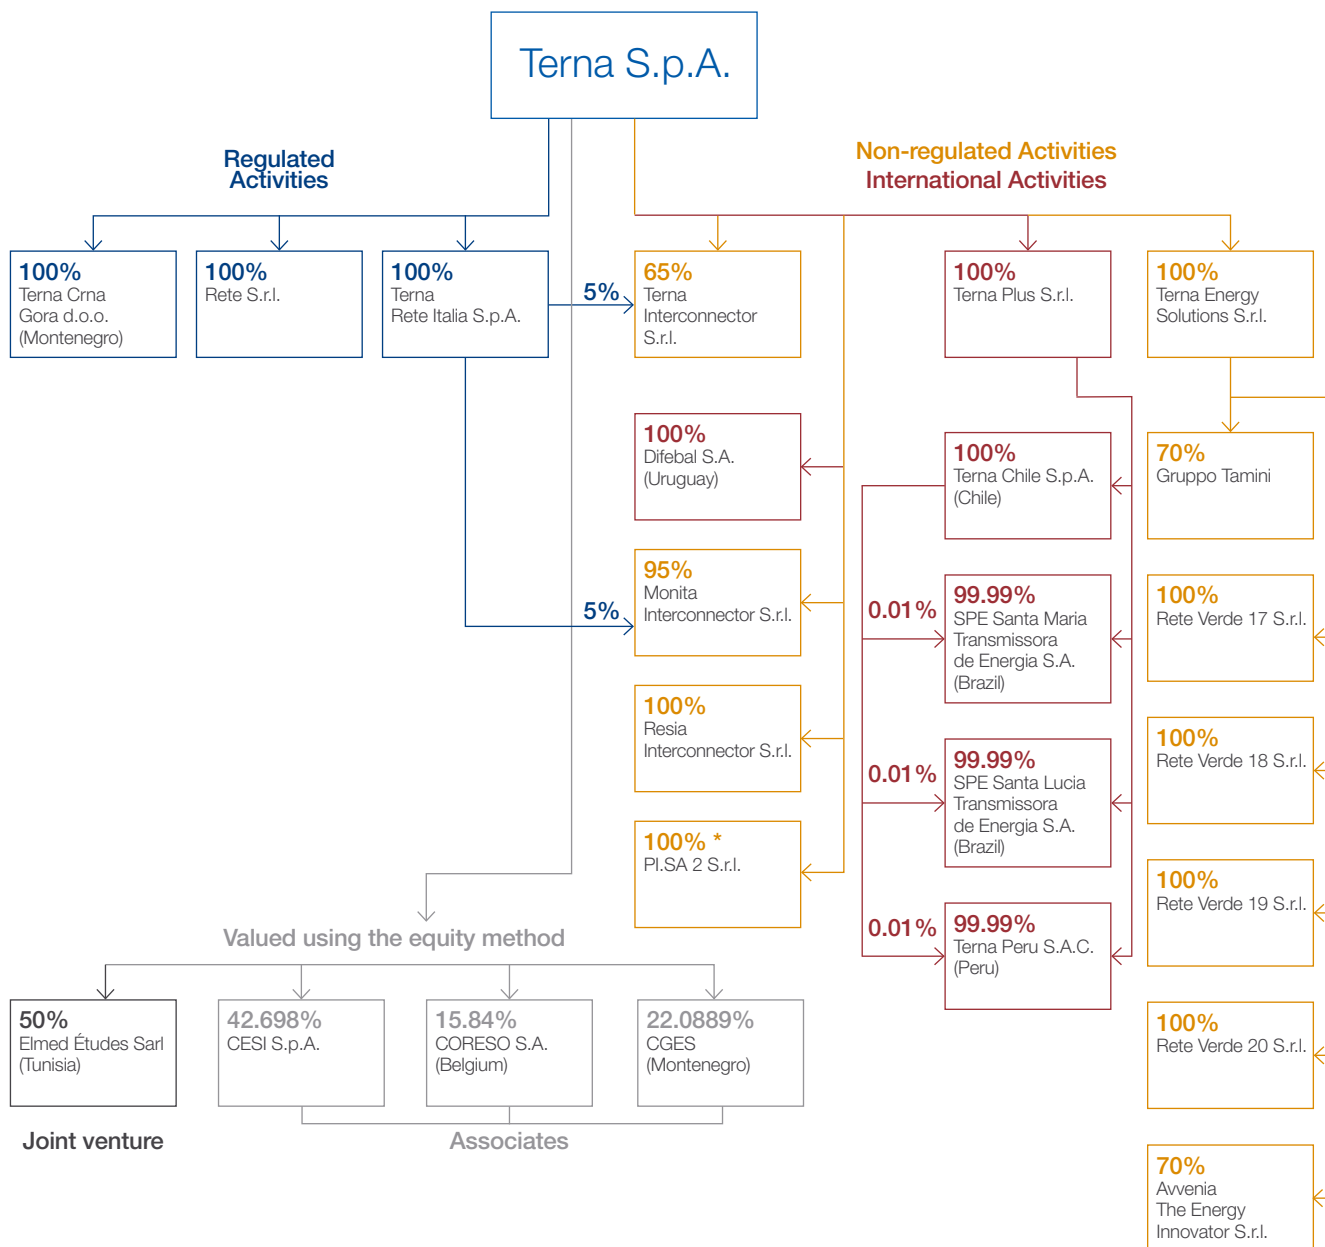 Terna S.p.A.
Regulated
Activities
Non-regulated Activities
International Activities
100%
Terna Crna
Gora d.o.o.
(Montenegro)
100%
Rete S.r.l.
100%
Terna
Rete Italia S.p.A.
5%
65%
Terna
Interconnector
S.r.l.
100%
Terna Plus S.r.l.
100%
Terna Energy
Solutions S.r.l.
100%
Difebal S.A.
(Uruguay)
100%
Terna Chile S.p.A.
(Chile)
70%
Gruppo Tamini
5%
95%
Monita
Interconnector S.r.l.
0.01%
99.99%
SPE Santa Maria
Transmissora
de Energia S.A.
(Brazil)
100%
Rete Verde 17 S.r.l.
100%
Resia
Interconnector S.r.l.
0.01%
99.99%
SPE Santa Lucia
Transmissora
de Energia S.A.
(Brazil)
100%
Rete Verde 18 S.r.l.
100% *
PI.SA 2 S.r.l.
0.01%
99.99%
Terna Peru S.A.C.
(Peru)
100%
Rete Verde 19 S.r.l.
Valued using the equity method
50%
Elmed Études Sarl
(Tunisia)
42.698%
CESI S.p.A.
15.84%
CORESO S.A.
(Belgium)
22.0889%
CGES
(Montenegro)
100%
Rete Verde 20 S.r.l.
Joint venture
Associates
70%
Avvenia
The Energy
Innovator S.r.l.